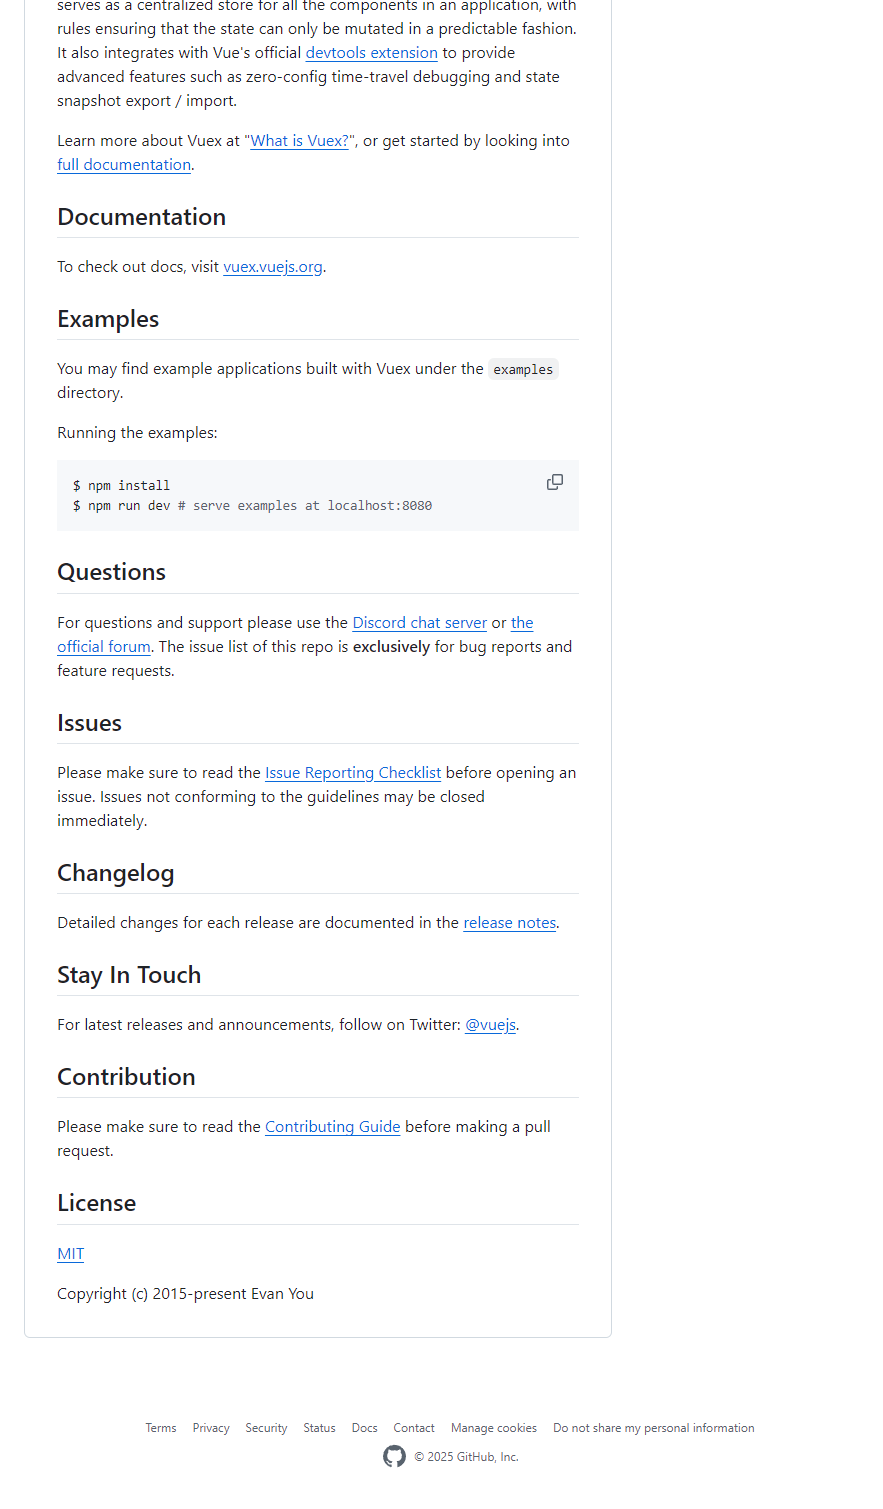 serves as a centralized store for all the components in an application, with
rules ensuring that the state can only be mutated in a predictable fashion.
It also integrates with Vue's official devtools extension to provide
advanced features such as zero-config time-travel debugging and state
snapshot export / import.
Learn more about Vuex at "What is Vuex?", or get started by looking into
full documentation.
Documentation
To check out docs, visit vuex.vuejs.org.
Examples
You may find example applications built with Vuex under the examples
directory.
Running the examples:
$ npm install
$ npm run dev # serve examples at localhost:8080
Questions
For questions and support please use the Discord chat server or the
official forum. The issue list of this repo is exclusively for bug reports and
feature requests.
Issues
Please make sure to read the Issue Reporting Checklist before opening an
issue. Issues not conforming to the guidelines may be closed
immediately.
Changelog
Detailed changes for each release are documented in the release notes.
Stay In Touch
For latest releases and announcements, follow on Twitter: @vuejs.
Contribution
Please make sure to read the Contributing Guide before making a pull
request.
License
MIT
Copyright (c) 2015-present Evan You
Terms Privacy Security Status Docs Contact Manage cookies Do not share my personal information
© 2025 GitHub, Inc.